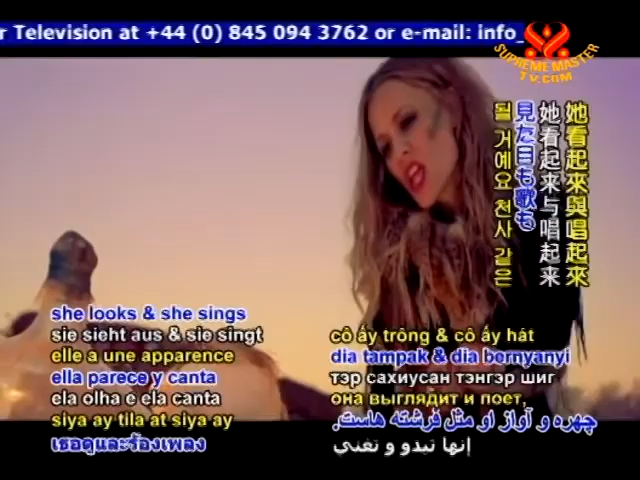 r Television at +44 (0) 845 094 3762 or e-mail: info_
SUPREME MASTER
TV.COM
她看起來與唱起來
她看起来与唱起来
見た目も歌も
될 거예요 천사 같은
she looks & she sings
sie sieht aus & sie singt
elle a une apparence
ella parece y canta
ela olha e ela canta
siya ay tila at siya ay
เธอดูและร้องเพลง
cô ấy trông & cô ấy hát
dia tampak & dia bernyanyi
тэр сахиусан тэнгэр шиг
она выглядит и поет,
چهره و آواز او مثل فرشته هاست.
إنها تبدو و تغني